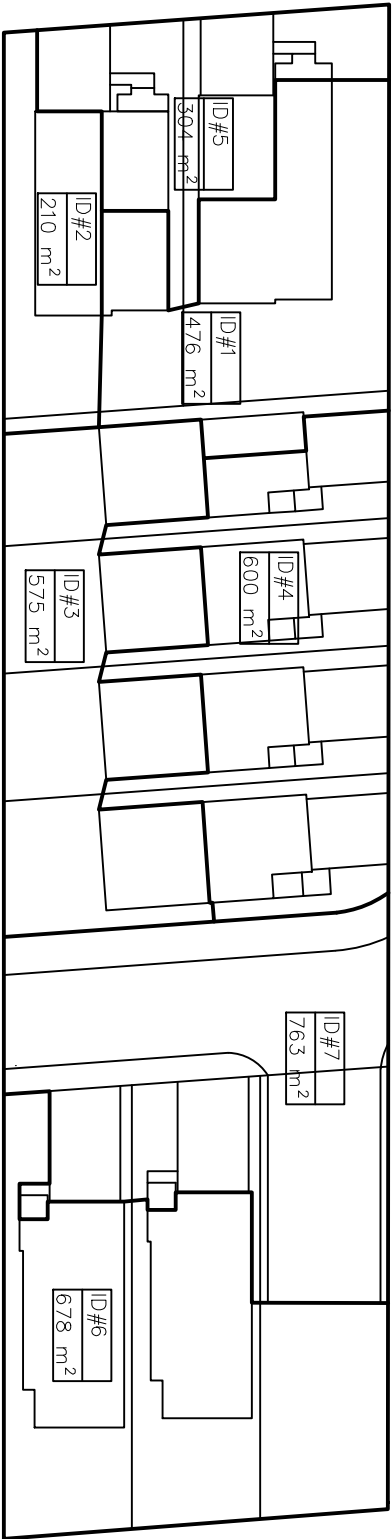 ID#5
304 m²
ID#2
210 m²
ID#1
476 m²
ID#4
600 m²
ID#3
575 m²
ID#7
763 m²
ID#6
678 m²